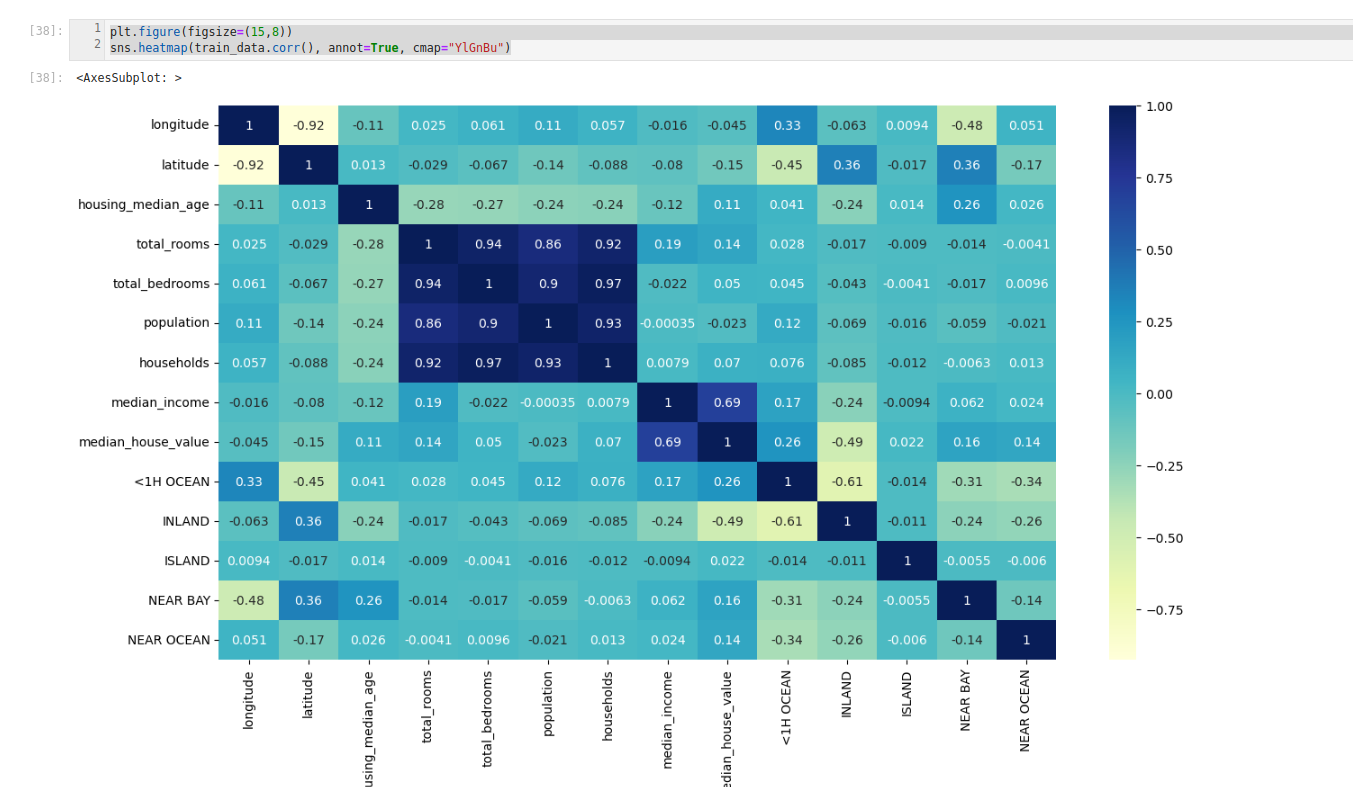 [38]: 1 plt.figure(figsize=(15,8))
2 sns.heatmap(train_data.corr(), annot=True, cmap="YlGnBu")
[38]: <AxesSubplot: >
longitude 1 -0.92 -0.11 0.025 0.061 0.11 0.057 -0.016 -0.045 0.33 -0.063 0.0094 -0.48 0.051
latitude -0.92 1 0.013 -0.029 -0.067 -0.14 -0.088 -0.08 -0.15 -0.45 0.36 -0.017 0.36 -0.17
housing_median_age -0.11 0.013 1 -0.28 -0.27 -0.24 -0.24 -0.12 0.11 0.041 -0.24 0.014 0.26 0.026
total_rooms 0.025 -0.029 -0.28 1 0.94 0.86 0.92 0.19 0.14 0.028 -0.017 -0.009 -0.014 -0.0041
total_bedrooms 0.061 -0.067 -0.27 0.94 1 0.9 0.97 -0.022 0.05 0.045 -0.043 -0.0041 -0.017 0.0096
population 0.11 -0.14 -0.24 0.86 0.9 1 0.93 -0.00035 -0.023 0.12 -0.069 -0.016 -0.059 -0.021
households 0.057 -0.088 -0.24 0.92 0.97 0.93 1 0.0079 0.07 0.076 -0.085 -0.012 -0.0063 0.013
median_income -0.016 -0.08 -0.12 0.19 -0.022 -0.00035 0.0079 1 0.69 0.17 -0.24 -0.0094 0.062 0.024
median_house_value -0.045 -0.15 0.11 0.14 0.05 -0.023 0.07 0.69 1 0.26 -0.49 0.022 0.16 0.14
<1H OCEAN 0.33 -0.45 0.041 0.028 0.045 0.12 0.076 0.17 0.26 1 -0.61 -0.014 -0.31 -0.34
INLAND -0.063 0.36 -0.24 -0.017 -0.043 -0.069 -0.085 -0.24 -0.49 -0.61 1 -0.011 -0.24 -0.26
ISLAND 0.0094 -0.017 0.014 -0.009 -0.0041 -0.016 -0.012 -0.0094 0.022 -0.014 -0.011 1 -0.0055 -0.006
NEAR BAY -0.48 0.36 0.26 -0.014 -0.017 -0.059 -0.0063 0.062 0.16 -0.31 -0.24 -0.0055 1 -0.14
NEAR OCEAN 0.051 -0.17 0.026 -0.0041 0.0096 -0.021 0.013 0.024 0.14 -0.34 -0.26 -0.006 -0.14 1
longitude
latitude
using_median_age
total_rooms
total_bedrooms
population
households
median_income
edian_house_value
<1H OCEAN
INLAND
ISLAND
NEAR BAY
NEAR OCEAN
1.00
0.75
0.50
0.25
0.00
−0.25
−0.50
−0.75